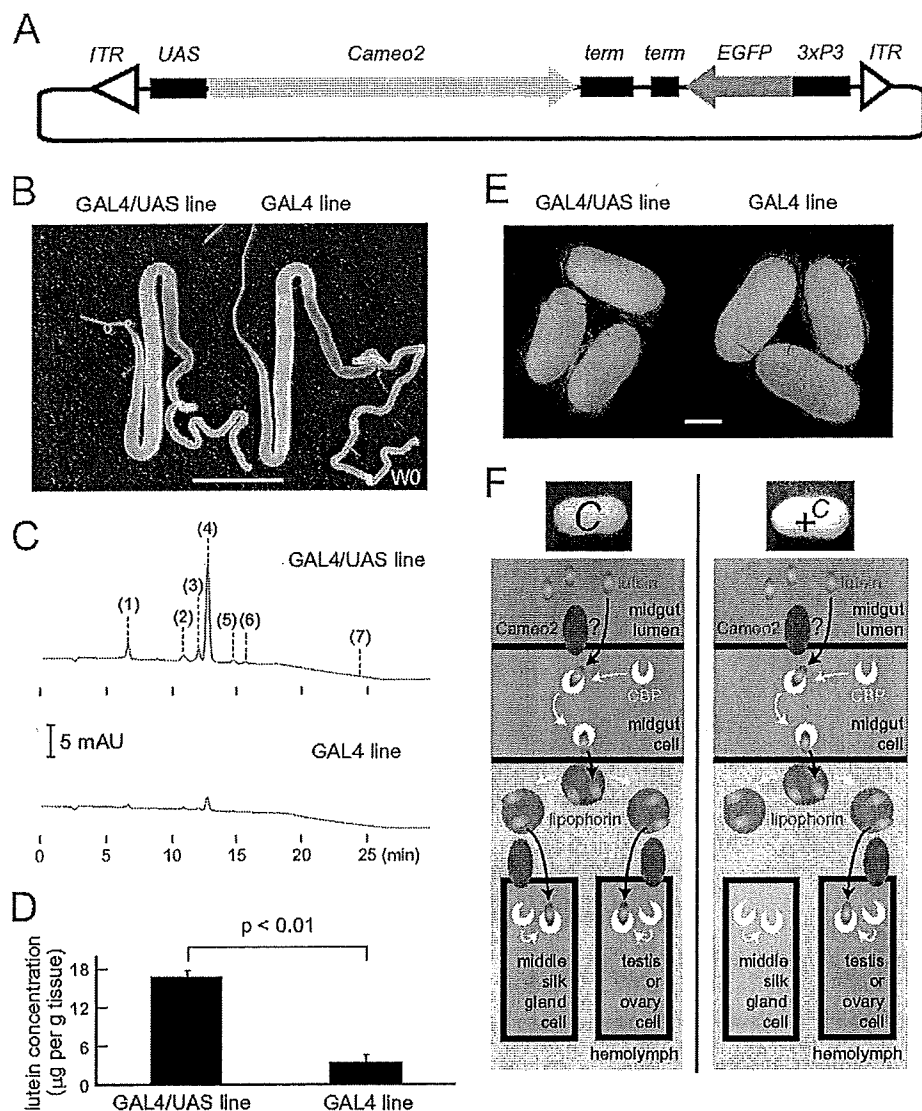 A
ITR UAS Cameo2 term term EGFP 3xP3 ITR
B
GAL4/UAS line GAL4 line
W0
C
(1) (2) (3) (4) (5) (6) (7)
GAL4/UAS line
5 mAU
GAL4 line
0 5 10 15 20 25 (min)
D
lutein concentration
(µg per g tissue)
18
12
6
0
p < 0.01
GAL4/UAS line GAL4 line
E
GAL4/UAS line GAL4 line
F
C
lutein
Cameo2 ?
midgut
lumen
CBP
midgut
cell
lipophorin
middle
silk
gland
cell
testis
or
ovary
cell
hemolymph
+C
lutein
Cameo2 ?
midgut
lumen
CBP
midgut
cell
lipophorin
middle
silk
gland
cell
testis
or
ovary
cell
hemolymph